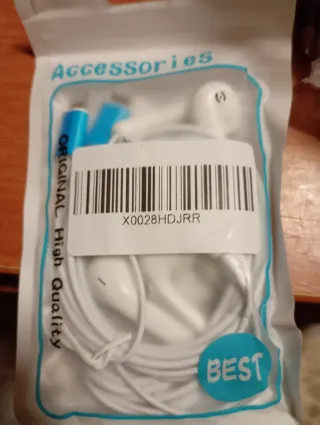 Accessories
ORIGINAL High Quality
X0028HDJRR
BEST